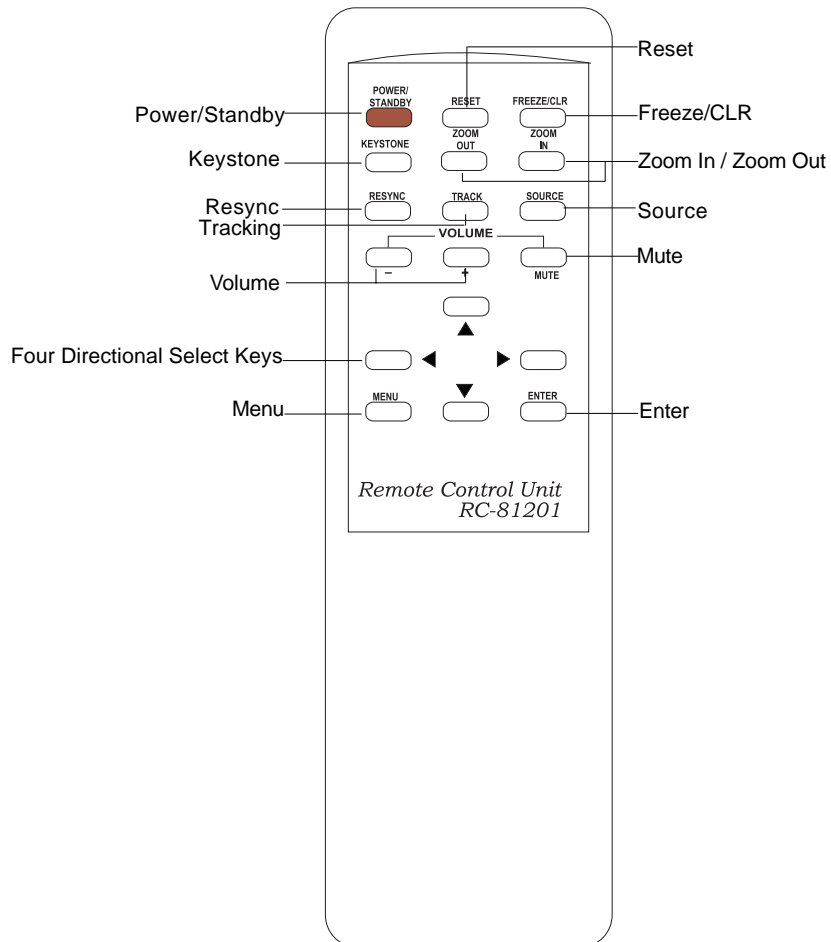 Reset
POWER/
STANDBY
RESET
FREEZE/CLR
Power/Standby
Freeze/CLR
KEYSTONE
ZOOM
OUT
ZOOM
IN
Keystone
Zoom In / Zoom Out
RESYNC
TRACK
SOURCE
Resync
Source
Tracking
VOLUME
–
+
MUTE
Mute
Volume
Four Directional Select Keys
Menu
MENU
ENTER
Enter
Remote Control Unit
RC-81201